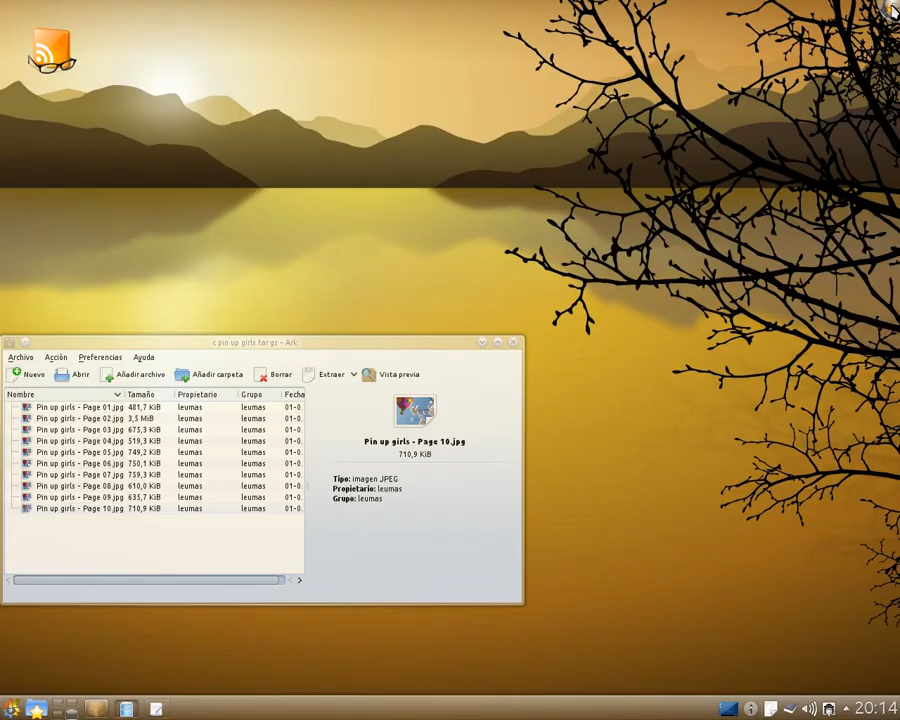 c pin up girls.tar.gz – Ark
Archivo Acción Preferencias Ayuda
Nuevo Abrir Añadir archivo Añadir carpeta Borrar Extraer Vista previa
Nombre Tamaño Propietario Grupo Fecha
Pin up girls - Page 01.jpg 481,7 KiB leumas leumas 01-0
Pin up girls - Page 02.jpg 3,5 MiB leumas leumas 01-0
Pin up girls - Page 03.jpg 675,3 KiB leumas leumas 01-0
Pin up girls - Page 04.jpg 519,3 KiB leumas leumas 01-0
Pin up girls - Page 05.jpg 749,2 KiB leumas leumas 01-0
Pin up girls - Page 06.jpg 750,1 KiB leumas leumas 01-0
Pin up girls - Page 07.jpg 759,3 KiB leumas leumas 01-0
Pin up girls - Page 08.jpg 610,0 KiB leumas leumas 01-0
Pin up girls - Page 09.jpg 635,7 KiB leumas leumas 01-0
Pin up girls - Page 10.jpg 710,9 KiB leumas leumas 01-0
Pin up girls - Page 10.jpg
710,9 KiB
Tipo: imagen JPEG
Propietario: leumas
Grupo: leumas
20:14